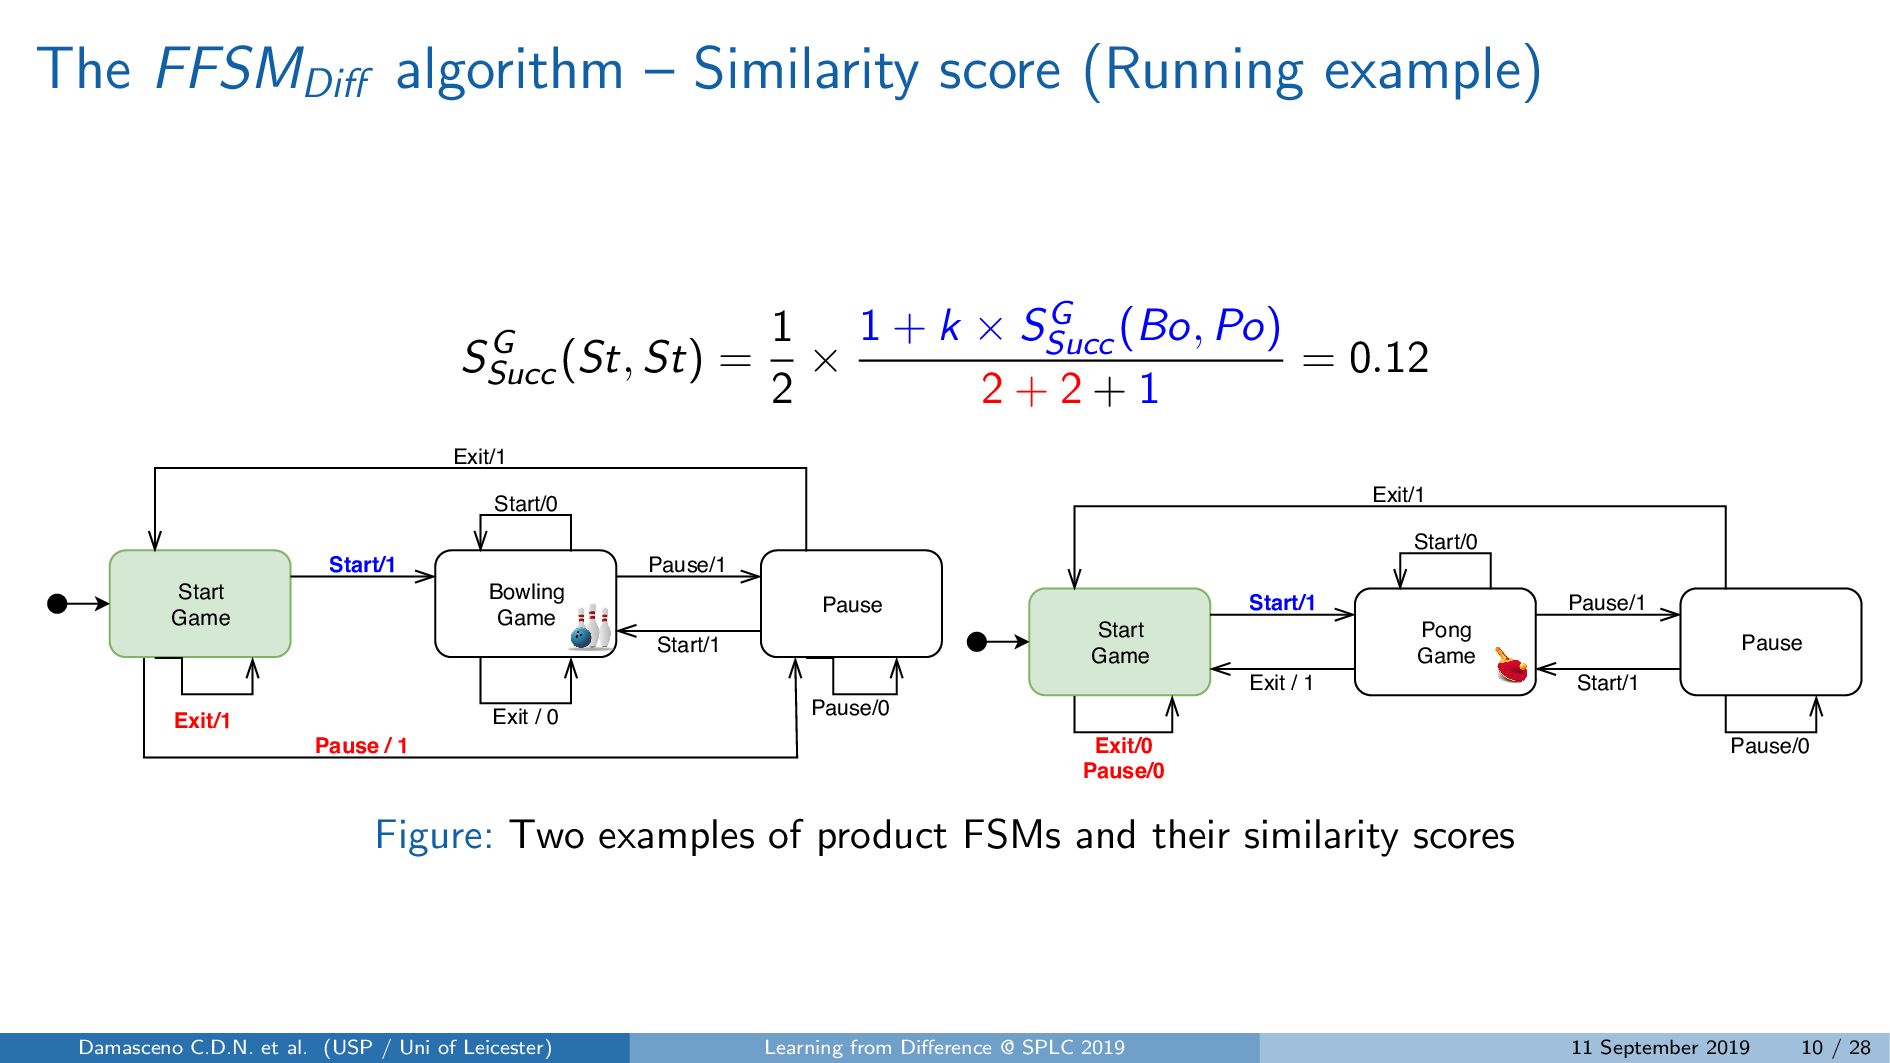 The FFSM_Diff algorithm – Similarity score (Running example)
S^G_Succ(St, St) = 1/2 × (1 + k × S^G_Succ(Bo, Po))/(2 + 2 + 1) = 0.12
Exit/1
Start/0
Start
Game
Start/1
Bowling
Game
Pause/1
Start/1
Pause
Exit/1
Exit / 0
Pause/0
Pause / 1
Exit/1
Start/0
Start
Game
Start/1
Exit / 1
Pong
Game
Pause/1
Start/1
Pause
Exit/0
Pause/0
Pause/0
Figure: Two examples of product FSMs and their similarity scores
Damasceno C.D.N. et al. (USP / Uni of Leicester)
Learning from Difference @ SPLC 2019
11 September 2019
10 / 28